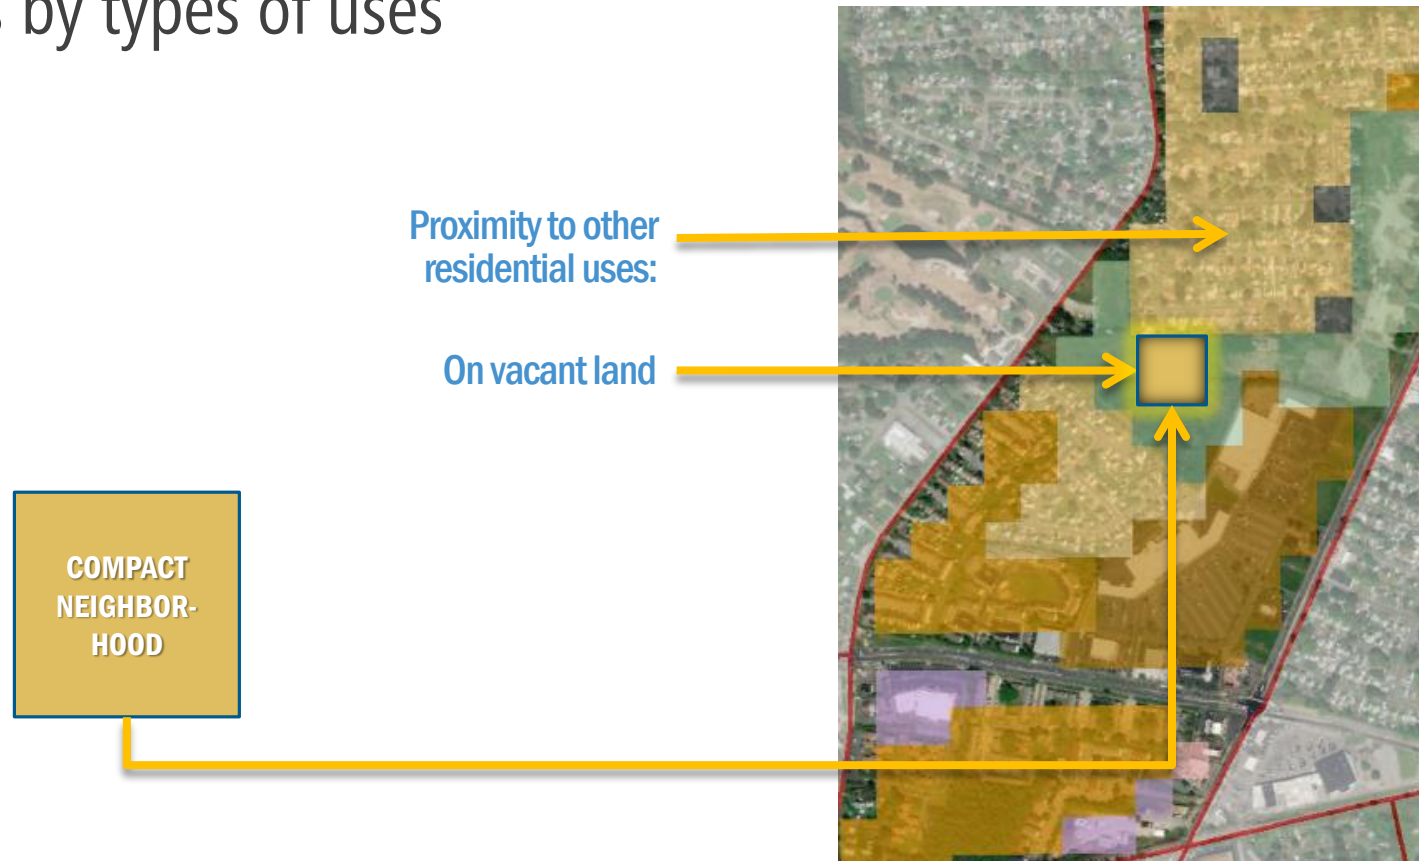 by types of uses
Proximity to other
residential uses:
On vacant land
COMPACT
NEIGHBOR-
HOOD